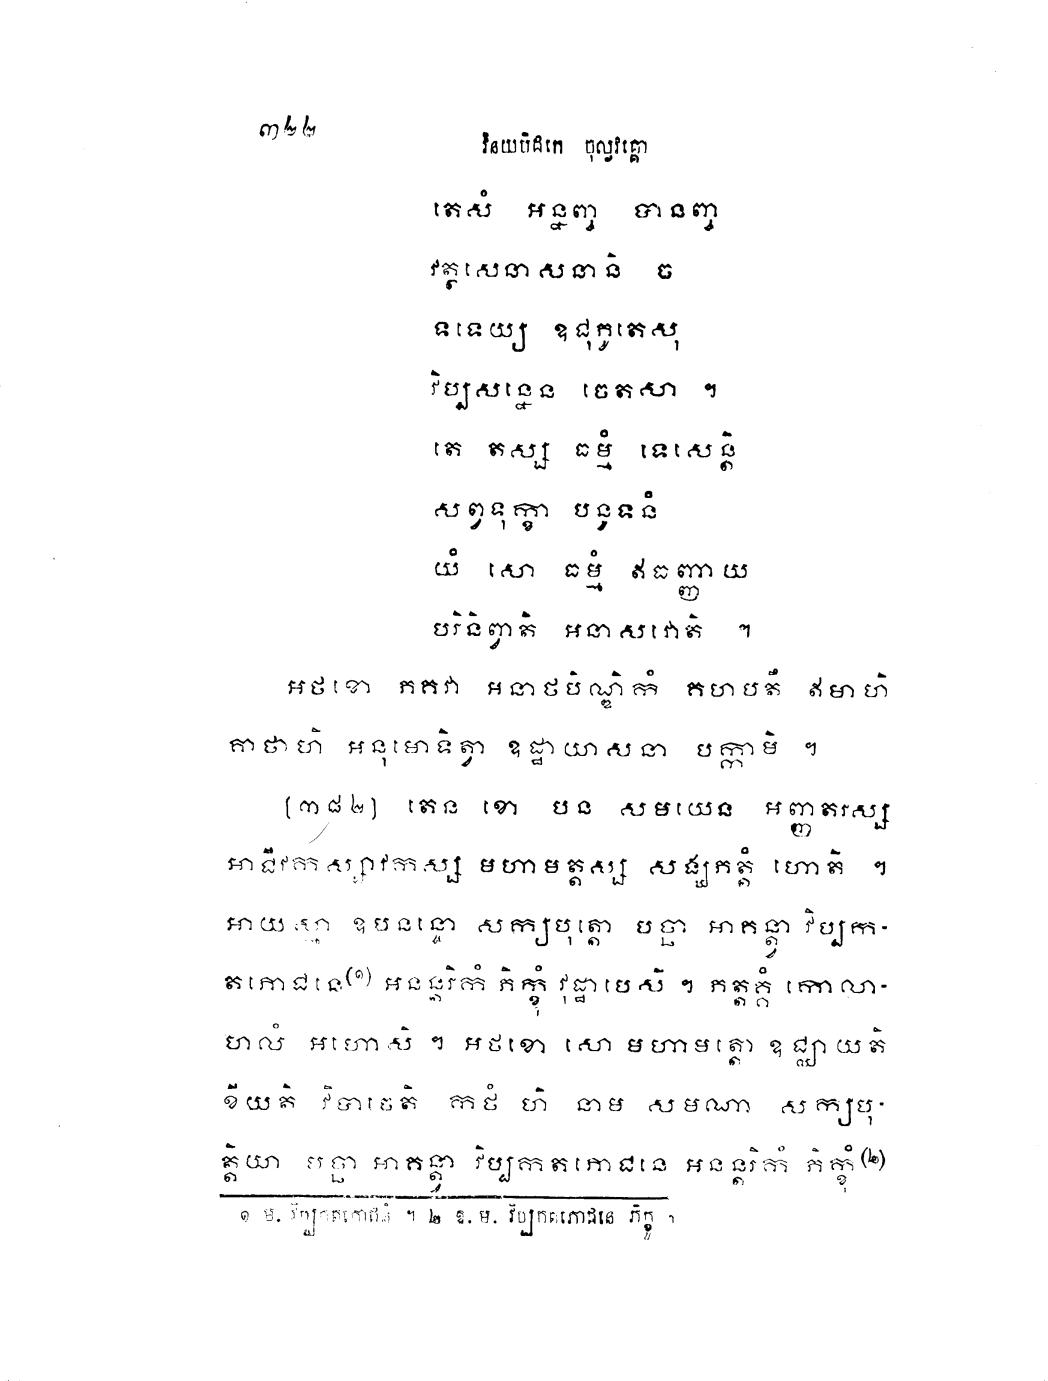 ៣២២
វិនយបិដកេ ចុល្លវគ្គោ
តេសំ អន្នញ្ច បានញ្ច
វត្ថសេនាសនានិ ច
ទទេយ្យ ឧជុភូតេសុ
វិប្បសន្នេន ចេតសា ។
តេ តស្ស ធម្មំ ទេសេន្តិ
សព្វទុក្ខា បនូទនំ
យំ សោ ធម្មំ ឥធញ្ញាយ
បរិនិព្វាតិ អនាសវោតិ ។
អថខោ ភគវា អនាថបិណ្ឌិកំ គហបតឹ ឥមាហិ
គាថាហិ អនុមោទិត្វា ឧដ្ឋាយាសនា បក្កាមិ ។
(៣៨២) តេន ខោ បន សមយេន អញ្ញតរស្ស
អាជីវកស្សាវកស្ស មហាមត្តស្ស សង្ឃភត្តំ ហោតិ ។
អាយស្មា ឧបនន្ទោ សក្យបុត្តោ បច្ឆា អាគន្ត្វា វិប្បក-
តភោជនេ(១) អនន្តរិកំ ភិក្ខុំ វុដ្ឋាបេសិ ។ ភត្តគ្គំ កោលា-
ហលំ អហោសិ ។ អថខោ សោ មហាមត្តោ ឧជ្ឈាយតិ
ខីយតិ វិបាចេតិ កថំ ហិ នាម សមណា សក្យបុ-
ត្តិយា បច្ឆា អាគន្ត្វា វិប្បកតភោជនេ អនន្តរិកំ ភិក្ខុំ(២)
១ ម. វិប្បកតភោជនំ ។ ២ ឱ. ម. វិប្បកតភោជនេ ភិក្ខូ ។